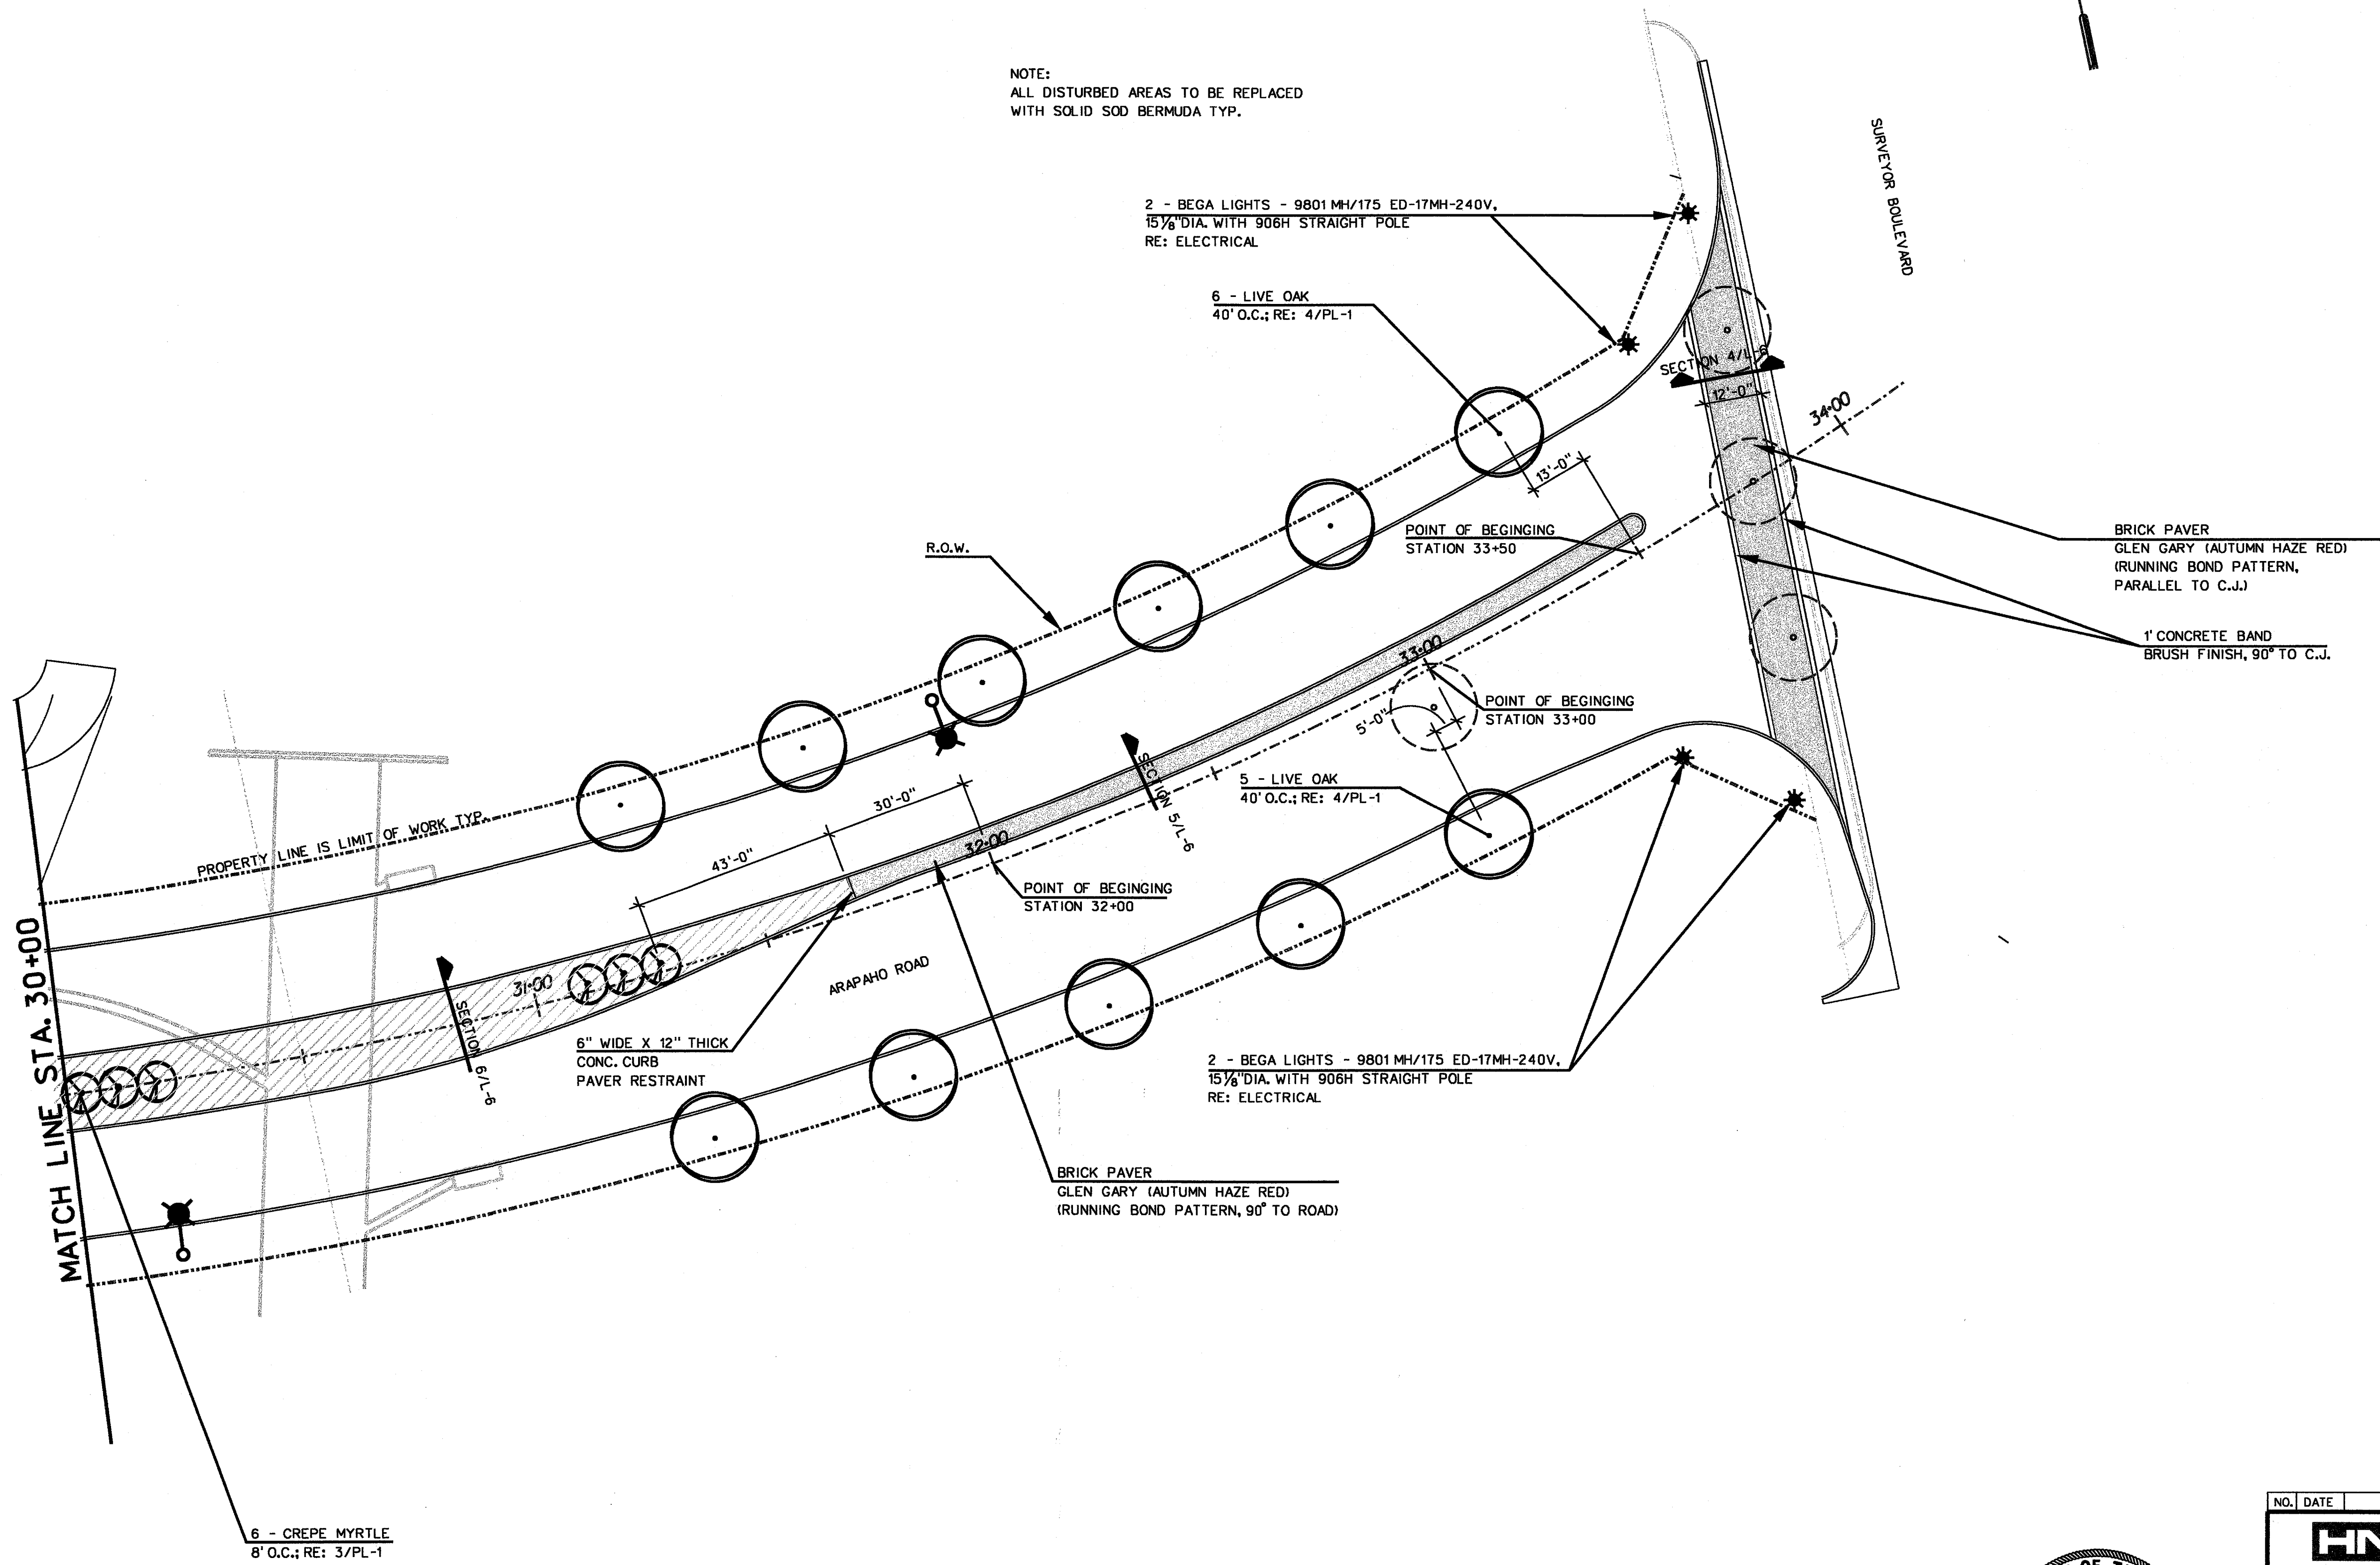 NOTE:
ALL DISTURBED AREAS TO BE REPLACED
WITH SOLID SOD BERMUDA TYP.
SURVEYOR BOULEVARD
2 - BEGA LIGHTS - 9801 MH/175 ED-17MH-240V,
15⅛"DIA. WITH 906H STRAIGHT POLE
RE: ELECTRICAL
6 - LIVE OAK
40' O.C.; RE: 4/PL-1
SECTION 4/L-6
12'-0"
34+00
13'-0"
POINT OF BEGINGING
STATION 33+50
BRICK PAVER
GLEN GARY (AUTUMN HAZE RED)
(RUNNING BOND PATTERN,
PARALLEL TO C.J.)
R.O.W.
1' CONCRETE BAND
BRUSH FINISH, 90° TO C.J.
33+00
POINT OF BEGINGING
STATION 33+00
5'-0"
5 - LIVE OAK
40' O.C.; RE: 4/PL-1
SECTION 5/L-6
30'-0"
43'-0"
PROPERTY LINE IS LIMIT OF WORK TYP.
32+00
POINT OF BEGINGING
STATION 32+00
ARAPAHO ROAD
31+00
SECTION 6/L-6
MATCH LINE STA. 30+00
6" WIDE X 12" THICK
CONC. CURB
PAVER RESTRAINT
2 - BEGA LIGHTS - 9801 MH/175 ED-17MH-240V,
15⅛"DIA. WITH 906H STRAIGHT POLE
RE: ELECTRICAL
BRICK PAVER
GLEN GARY (AUTUMN HAZE RED)
(RUNNING BOND PATTERN, 90° TO ROAD)
6 - CREPE MYRTLE
8' O.C.; RE: 3/PL-1
NO. DATE